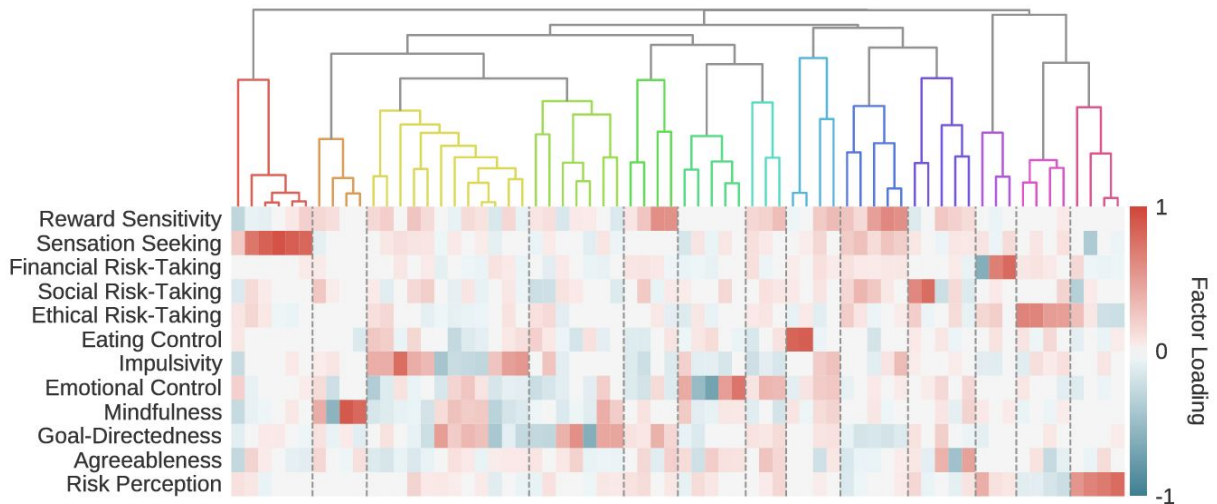 Reward Sensitivity
Sensation Seeking
Financial Risk-Taking
Social Risk-Taking
Ethical Risk-Taking
Eating Control
Impulsivity
Emotional Control
Mindfulness
Goal-Directedness
Agreeableness
Risk Perception
1
0
-1
Factor Loading